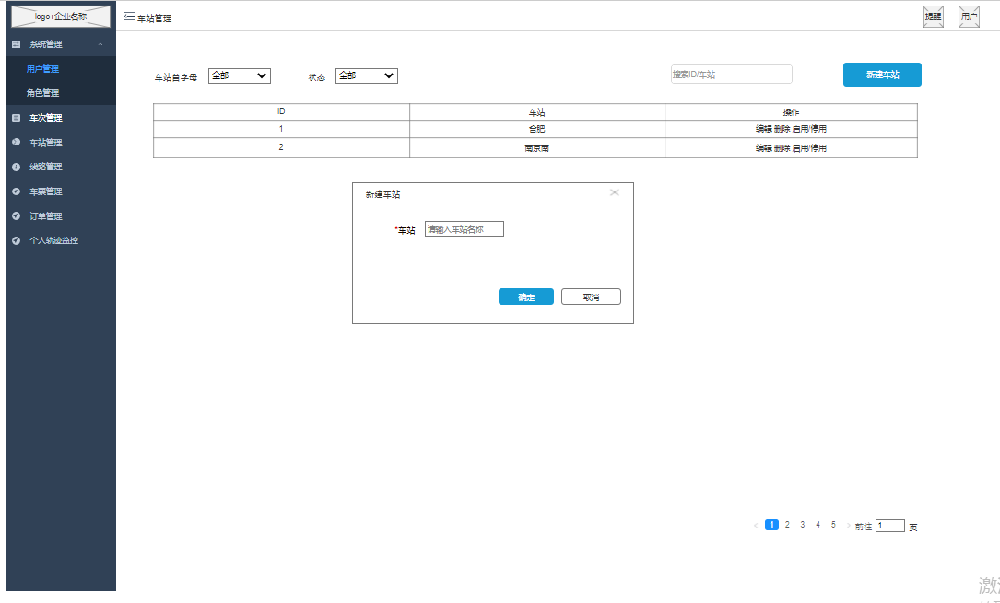 logo+企业名称
车站管理
提醒
用户
系统管理
用户管理
角色管理
车次管理
车站管理
线路管理
车票管理
订单管理
个人轨迹监控
车站首字母 全部 状态 全部 搜索ID/车站 新建车站
ID 车站 操作
1 合肥 编辑 删除 启用/停用
2 南京南 编辑 删除 启用/停用
新建车站
*车站 请输入车站名称
确定 取消
< 1 2 3 4 5 > 前往 1 页